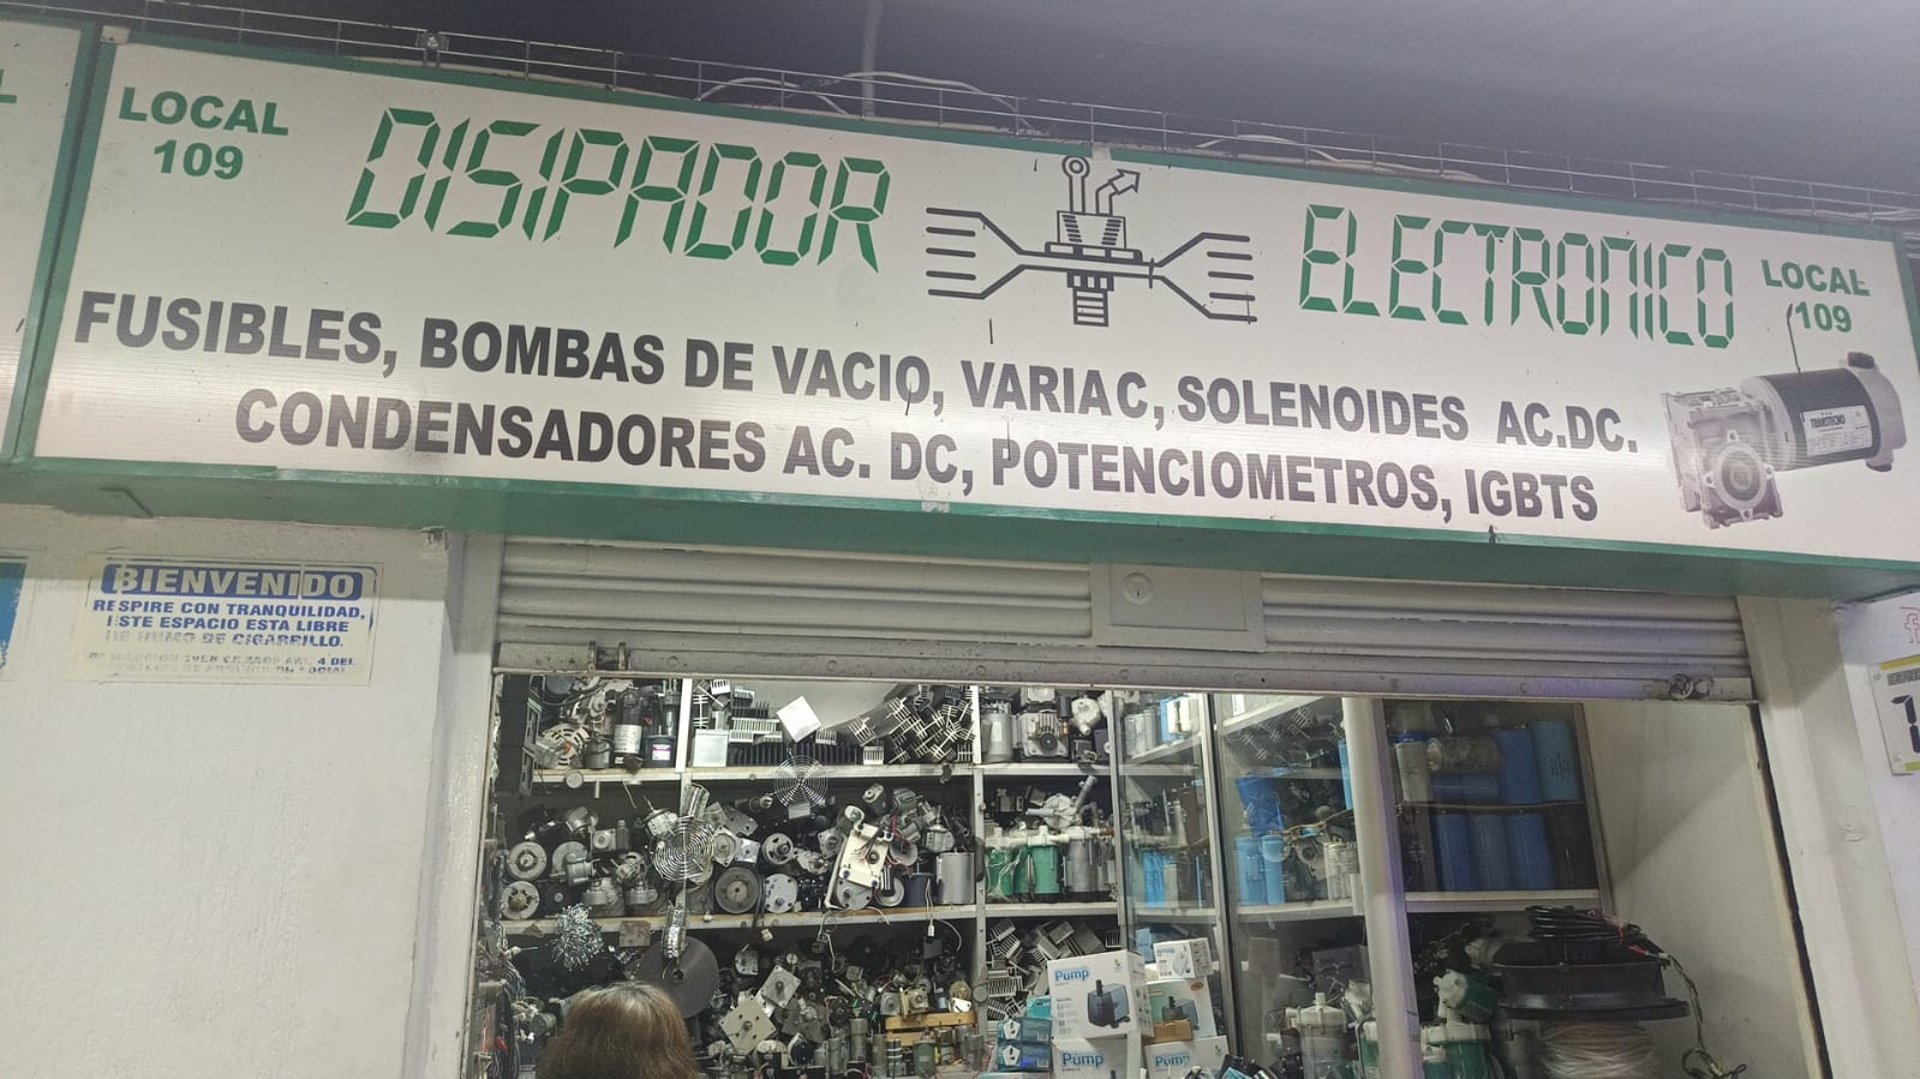 LOCAL
109
DISIPADOR
ELECTRONICO
LOCAL
109
FUSIBLES, BOMBAS DE VACIO, VARIAC, SOLENOIDES AC.DC.
CONDENSADORES AC. DC, POTENCIOMETROS, IGBTS
TRANSTECNO
BIENVENIDO
RESPIRE CON TRANQUILIDAD,
ESTE ESPACIO ESTA LIBRE
DE HUMO DE CIGARRILLO.
Pump
Pump
Pump